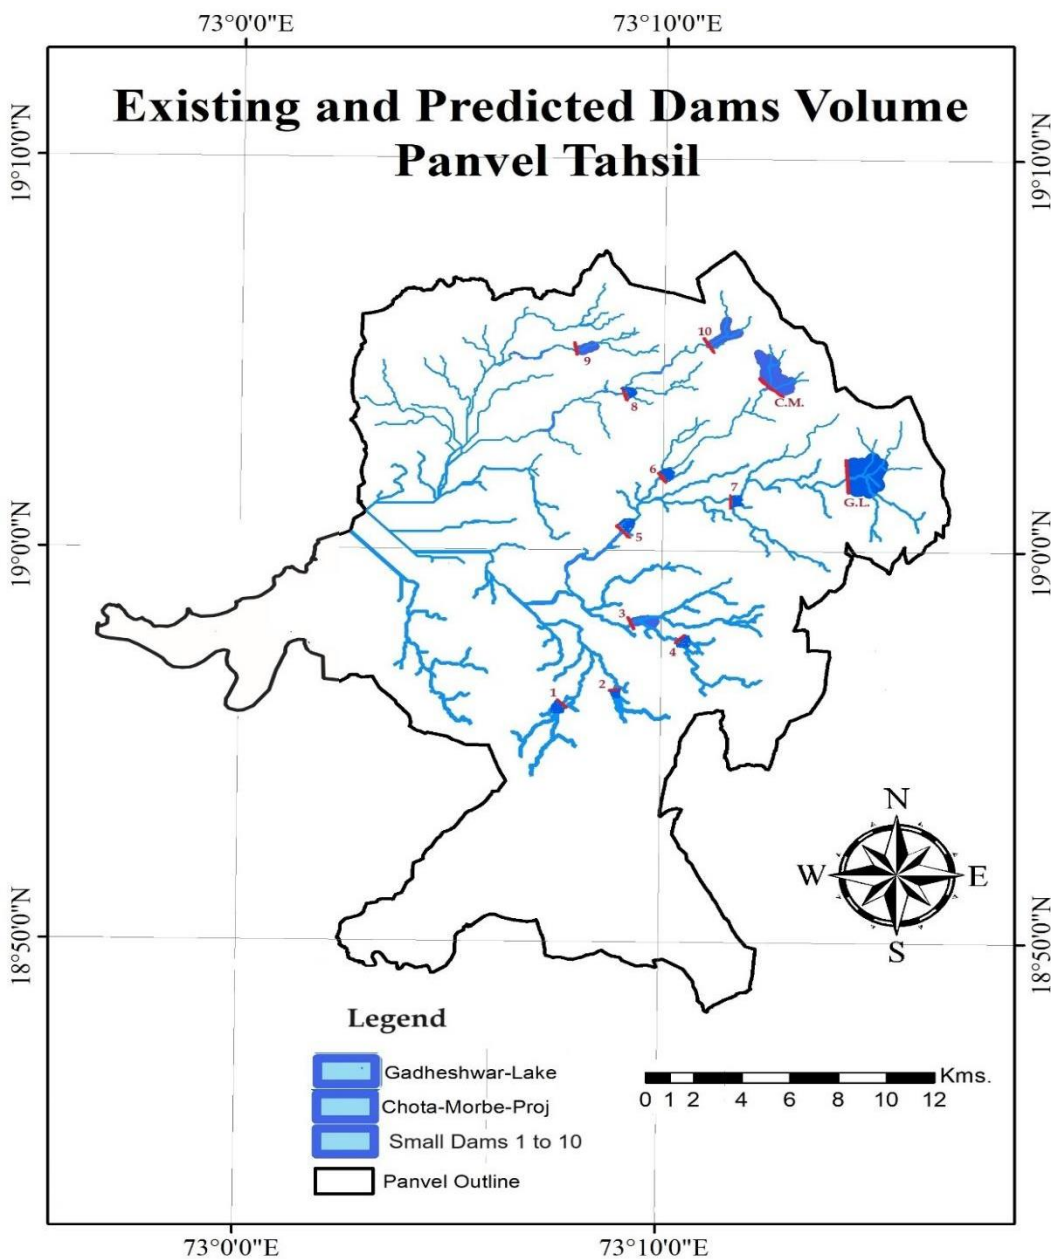 73°0'0"E 73°10'0"E
Existing and Predicted Dams Volume
Panvel Tahsil
19°10'0"N 19°10'0"N
10
9
C.M.
8
6
7
G.L.
5
19°0'0"N 19°0'0"N
3
4
2
1
N
W E
S
18°50'0"N 18°50'0"N
Legend
Gadheshwar-Lake
Chota-Morbe-Proj
Small Dams 1 to 10
Panvel Outline
Kms.
0 1 2 4 6 8 10 12
73°0'0"E 73°10'0"E